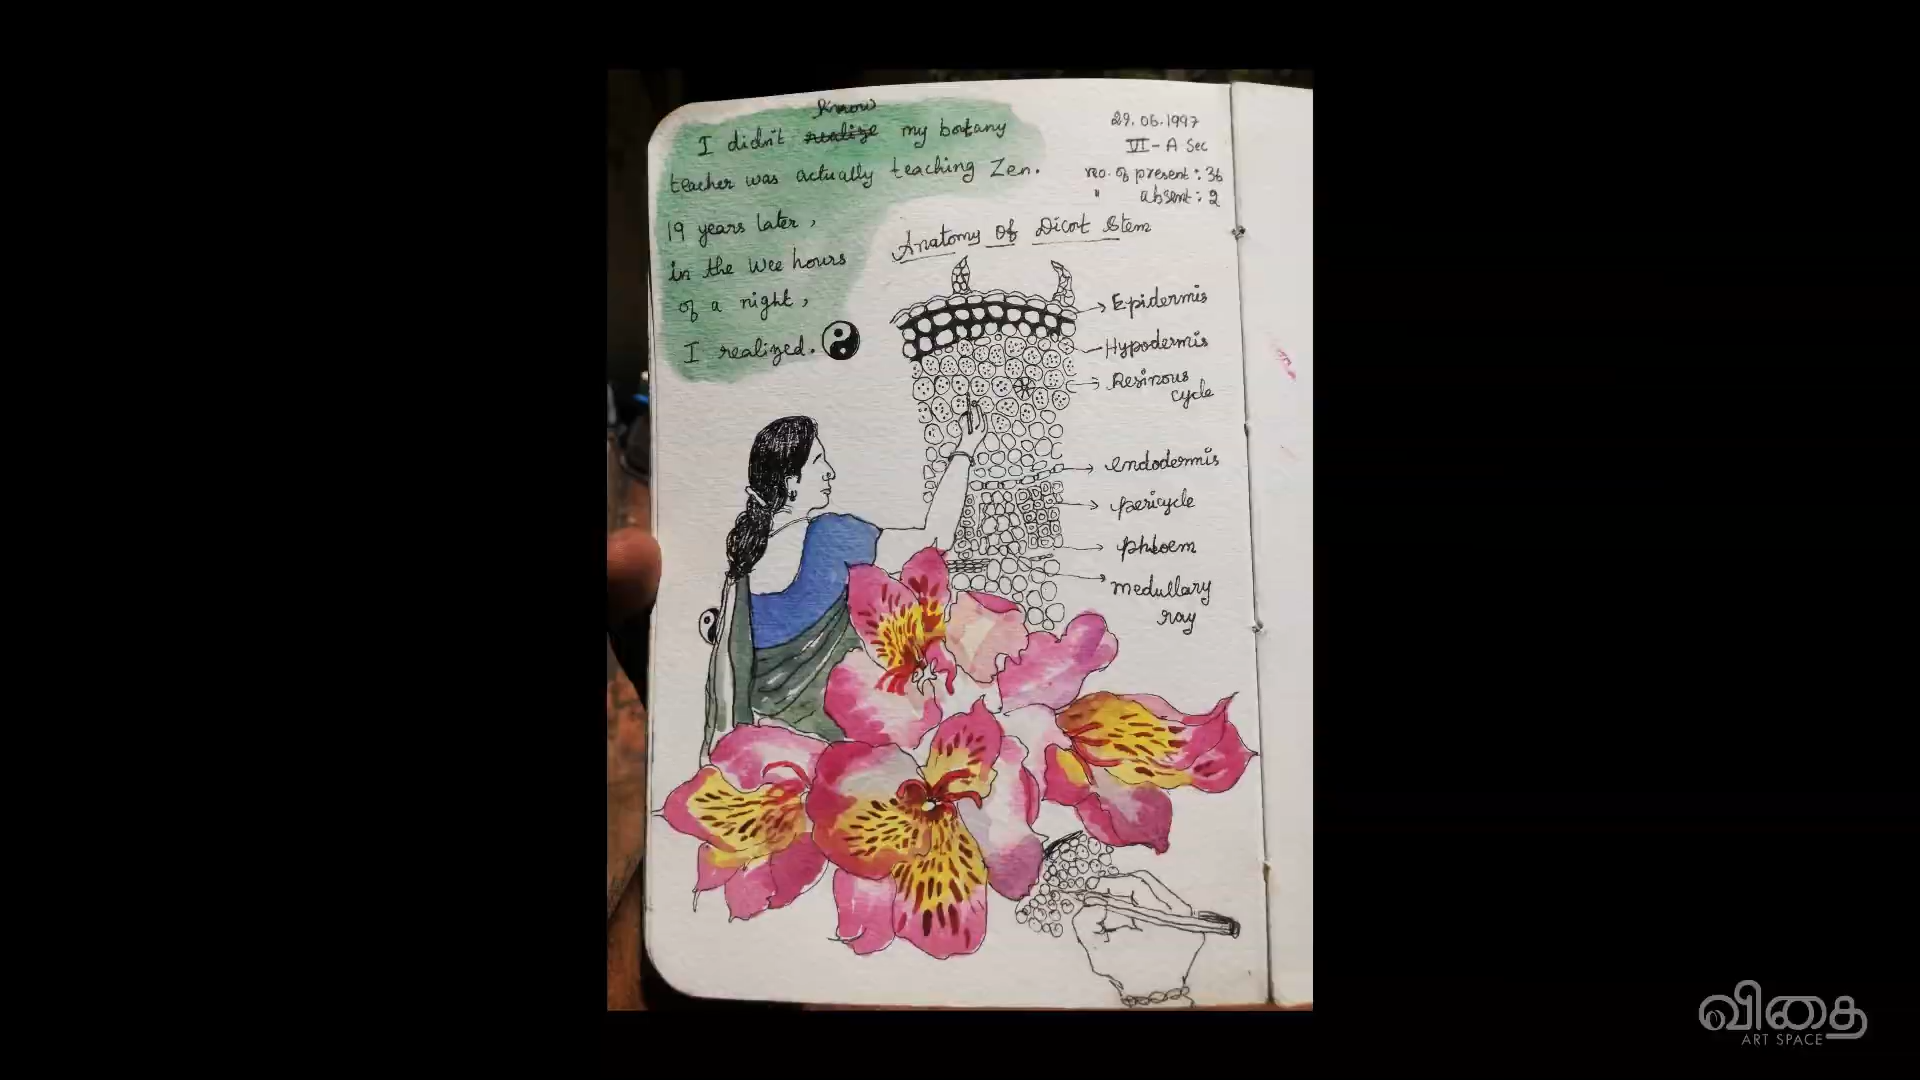 I didn't know my botany
teacher was actually teaching Zen.
19 years later,
in the wee hours
of a night,
I realized.
29.06.1997
VI - A Sec
no. of present : 36
" absent : 2
Anatomy of Dicot Stem
Epidermis
Hypodermis
Resinous
cycle
endodermis
pericycle
phloem
medullary
ray
விதை
ART SPACE